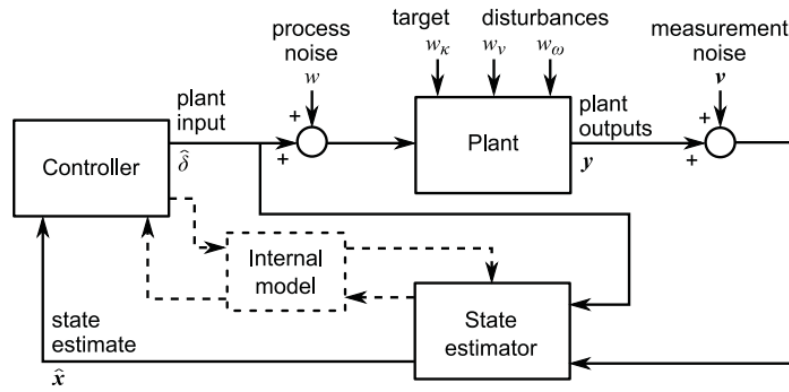 target
disturbances
process
noise
w
w_κ
w_ν
w_ω
measurement
noise
v
plant
input
+
+
Controller
δ̂
Plant
plant
outputs
y
+
+
Internal
model
State
estimator
state
estimate
x̂